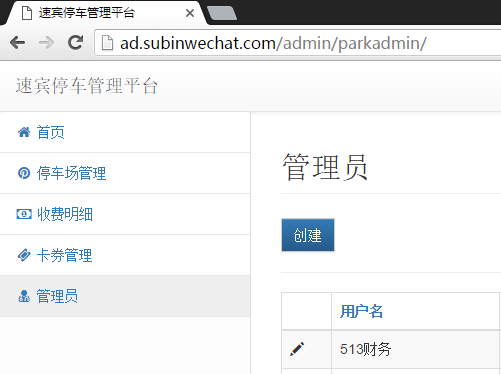 速宾停车管理平台
ad.subinwechat.com/admin/parkadmin/
速宾停车管理平台
首页
停车场管理
收费明细
卡券管理
管理员
管理员
创建
用户名
513财务